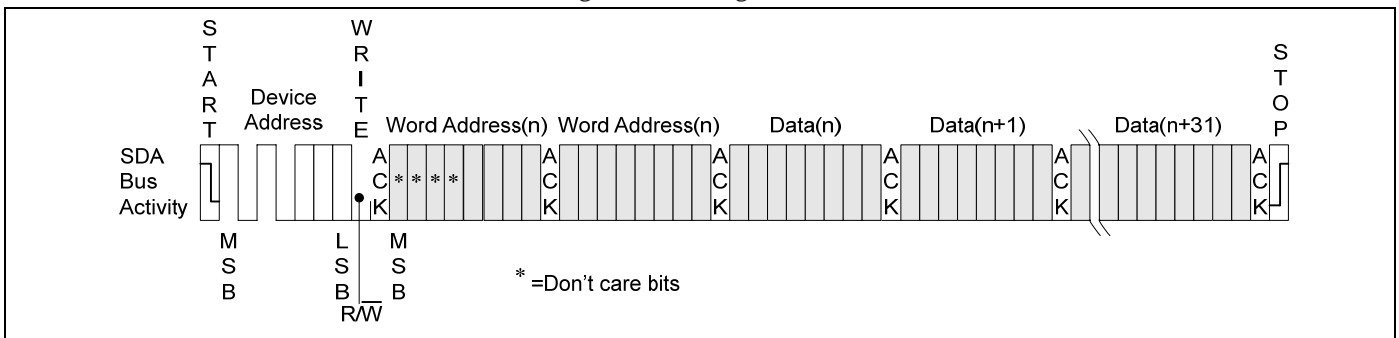 START
WRITE
STOP
Device
Address
Word Address(n) Word Address(n) Data(n) Data(n+1) Data(n+31)
SDA
Bus
Activity
ACK
* * * *
ACK
ACK
ACK
ACK
ACK
MSB
LSB
R/W
MSB
* =Don't care bits